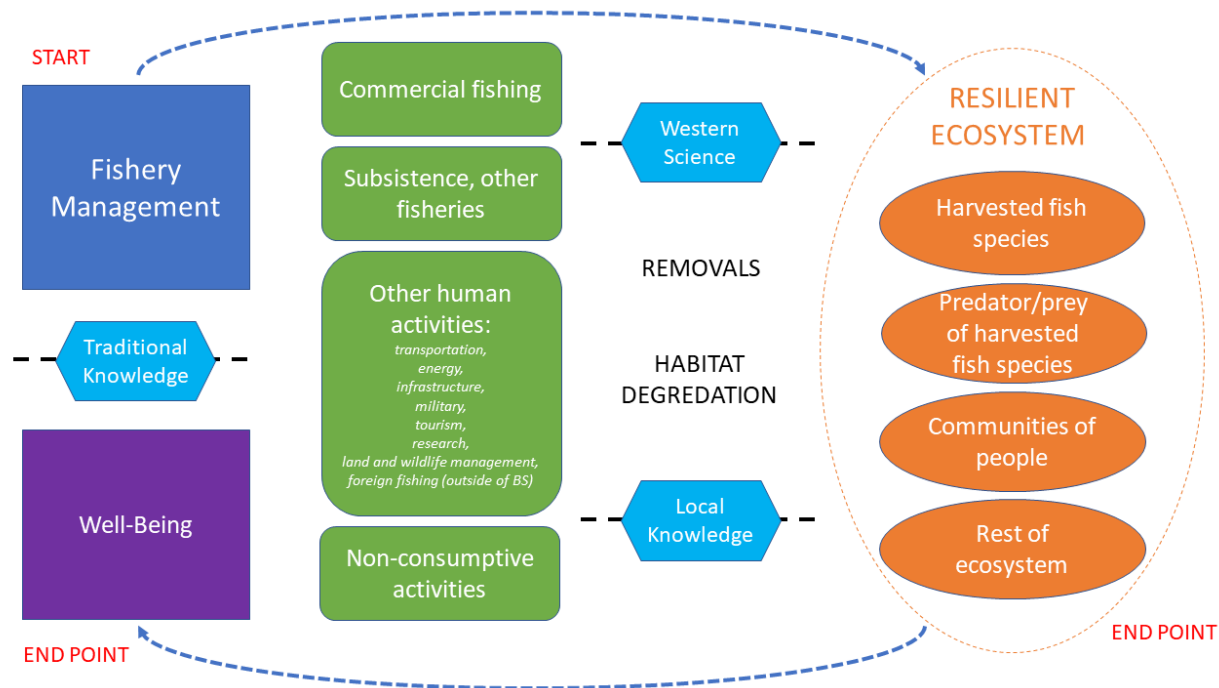 START
Fishery
Management
Traditional
Knowledge
Well-Being
END POINT
Commercial fishing
Subsistence, other
fisheries
Other human
activities:
transportation,
energy,
infrastructure,
military,
tourism,
research,
land and wildlife management,
foreign fishing (outside of BS)
Non-consumptive
activities
Western
Science
REMOVALS
HABITAT
DEGREDATION
Local
Knowledge
RESILIENT
ECOSYSTEM
Harvested fish
species
Predator/prey
of harvested
fish species
Communities of
people
Rest of
ecosystem
END POINT